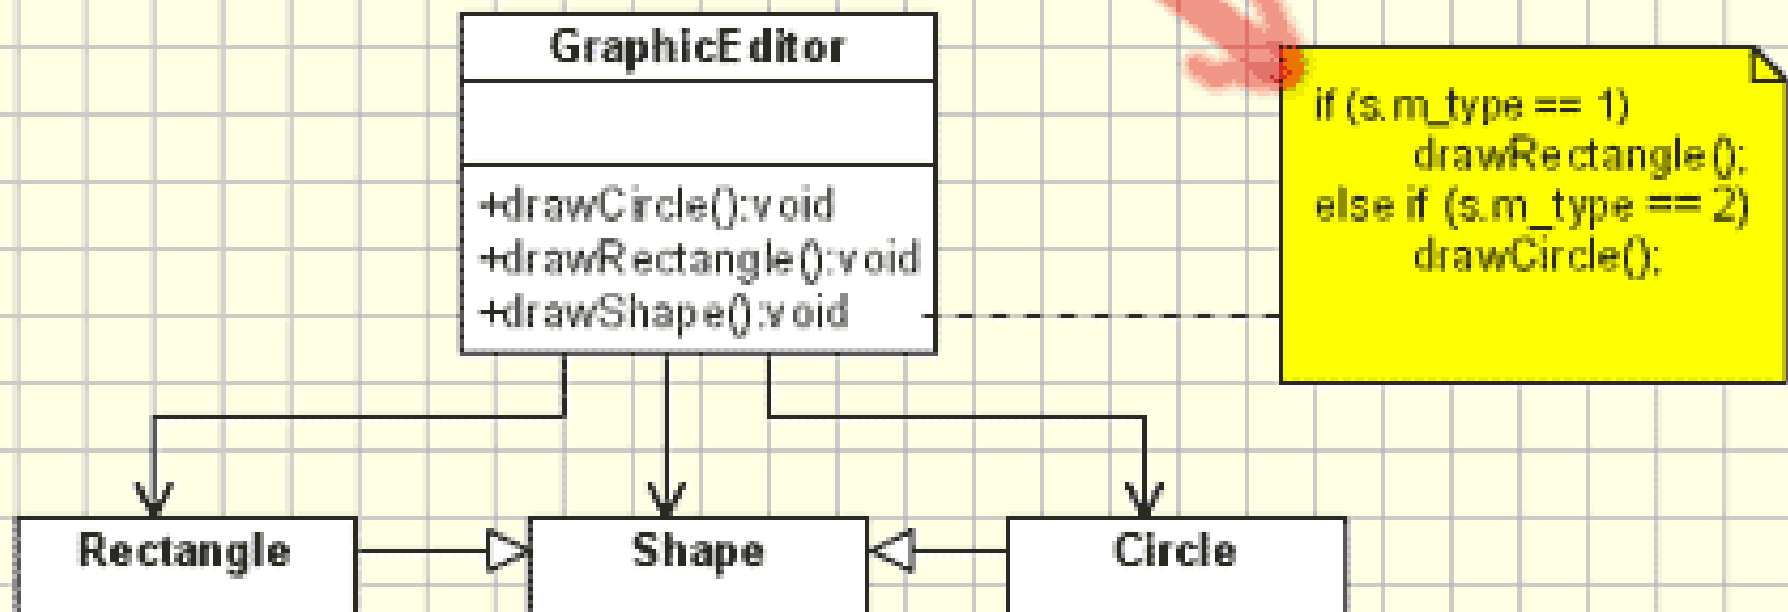 GraphicEditor
+drawCircle():void
+drawRectangle():void
+drawShape():void
if (s.m_type == 1)
drawRectangle();
else if (s.m_type == 2)
drawCircle();
Rectangle
Shape
Circle